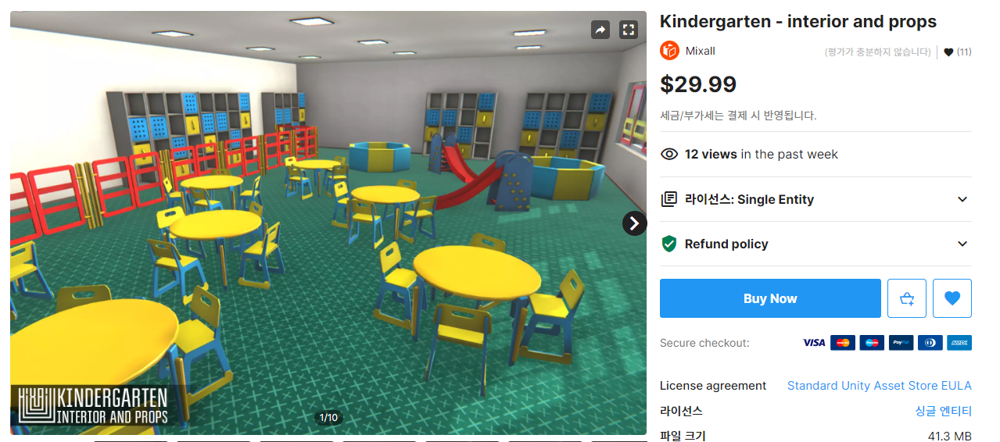 Kindergarten - interior and props
Mixall
(평가가 충분하지 않습니다)
(11)
$29.99
세금/부가세는 결제 시 반영됩니다.
12 views in the past week
라이선스: Single Entity
Refund policy
Buy Now
Secure checkout:
VISA
PayPal
AMEX
License agreement
Standard Unity Asset Store EULA
라이선스
싱글 엔티티
파일 크기
41.3 MB
KINDERGARTEN
INTERIOR AND PROPS
1/10